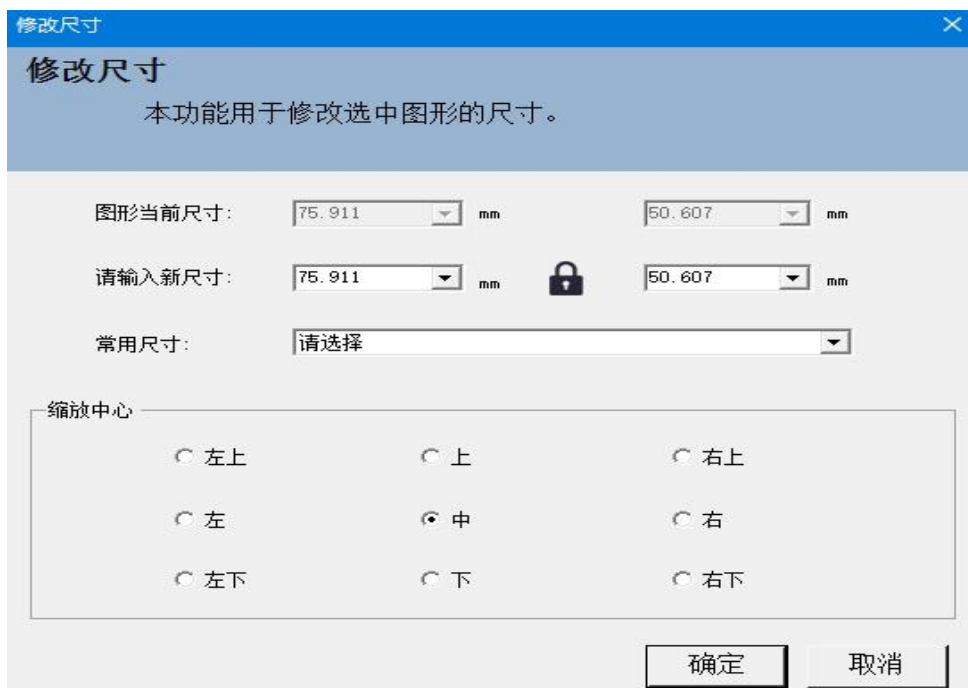 修改尺寸
修改尺寸
本功能用于修改选中图形的尺寸。
图形当前尺寸: 75.911 mm 50.607 mm
请输入新尺寸: 75.911 mm 50.607 mm
常用尺寸: 请选择
缩放中心
左上 上 右上
左 中 右
左下 下 右下
确定 取消